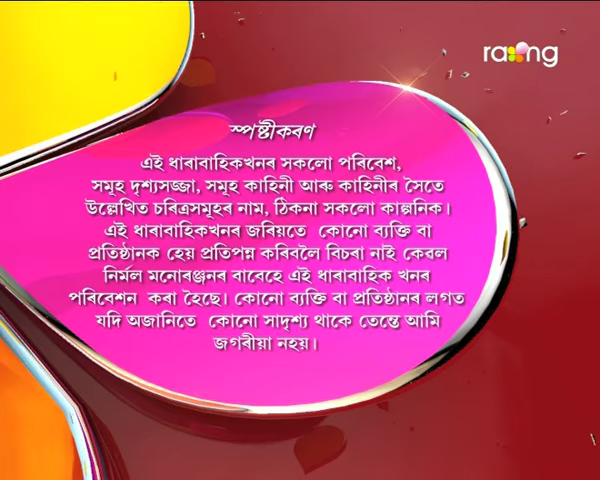 rang
স্পষ্টীকৰণ
এই ধাৰাবাহিকখনৰ সকলো পৰিবেশ,
সমূহ দৃশ্যসজ্জা, সমূহ কাহিনী আৰু কাহিনীৰ সৈতে
উল্লেখিত চৰিত্ৰসমূহৰ নাম, ঠিকনা সকলো কাল্পনিক।
এই ধাৰাবাহিকখনৰ জৰিয়তে কোনো ব্যক্তি বা
প্ৰতিষ্ঠানক হেয় প্ৰতিপন্ন কৰিবলৈ বিচৰা নাই কেৱল
নিৰ্মল মনোৰঞ্জনৰ বাবেহে এই ধাৰাবাহিক খনৰ
পৰিবেশন কৰা হৈছে। কোনো ব্যক্তি বা প্ৰতিষ্ঠানৰ লগত
যদি অজানিতে কোনো সাদৃশ্য থাকে তেন্তে আমি
জগৰীয়া নহয়।